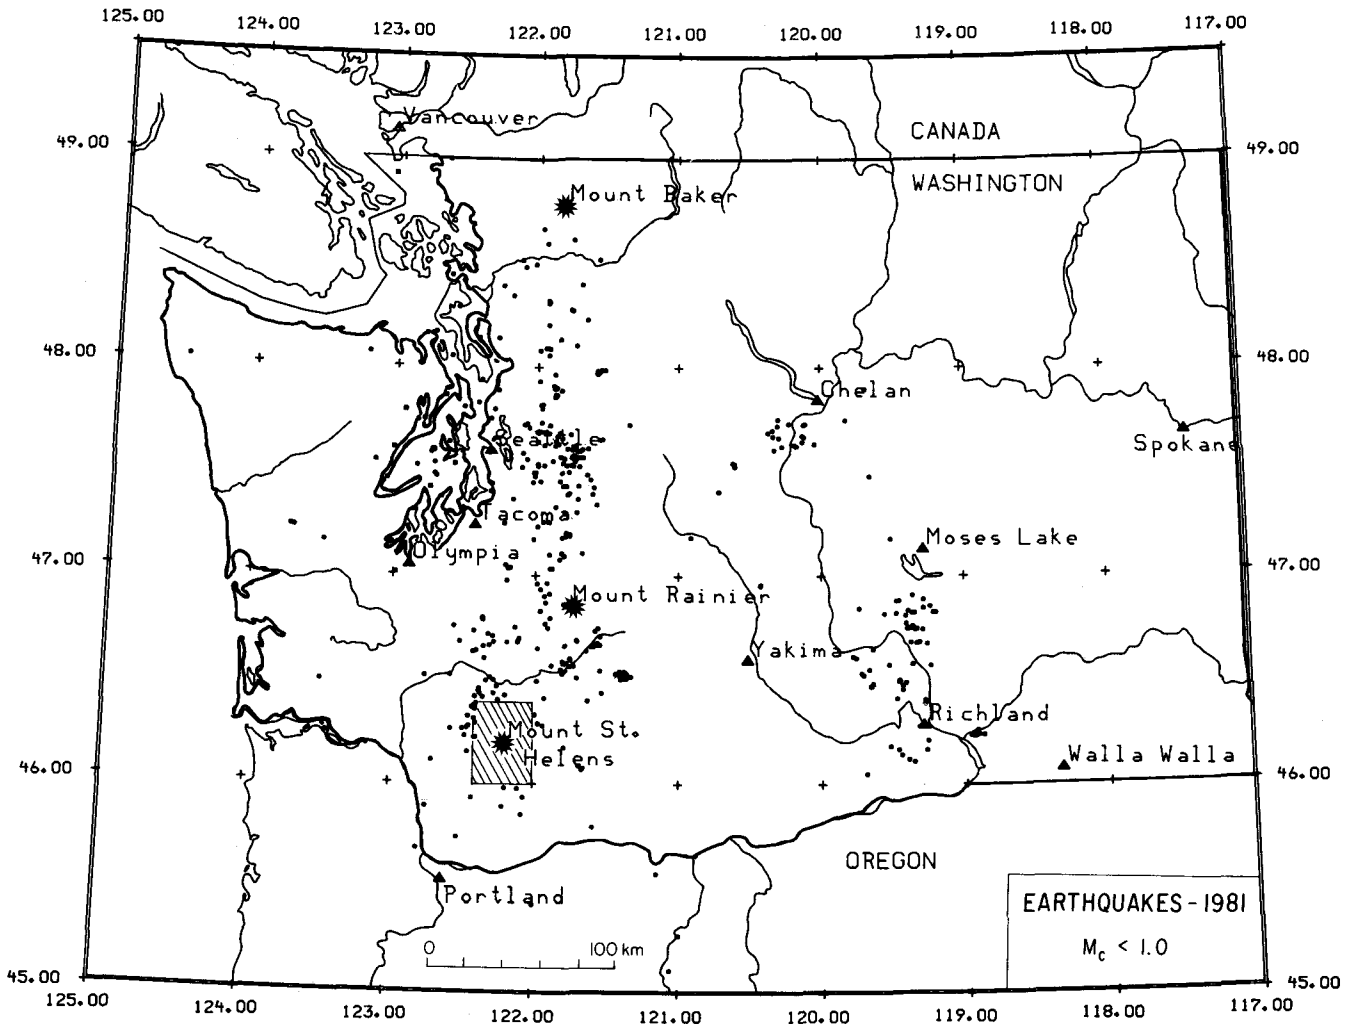 125.00 124.00 123.00 122.00 121.00 120.00 119.00 118.00 117.00
Vancouver
49.00 CANADA 49.00
WASHINGTON
Mount Baker
48.00 48.00
Chelan
Seattle Spokane
Tacoma
Olympia Moses Lake
47.00 47.00
Mount Rainier
Yakima
Richland
Mount St.
Helens
Walla Walla
46.00 46.00
OREGON
Portland
EARTHQUAKES-1981
0 100 km
Mc < 1.0
45.00 45.00
125.00 124.00 123.00 122.00 121.00 120.00 119.00 118.00 117.00